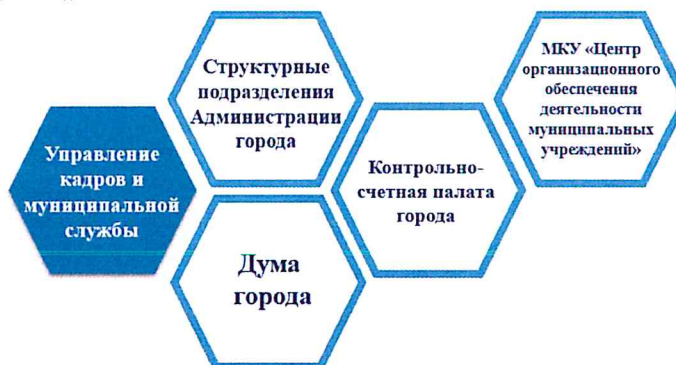 Управление
кадров и
муниципальной
службы
Структурные
подразделения
Администрации
города
Дума
города
Контрольно-
счетная палата
города
МКУ «Центр
организационного
обеспечения
деятельности
муниципальных
учреждений»